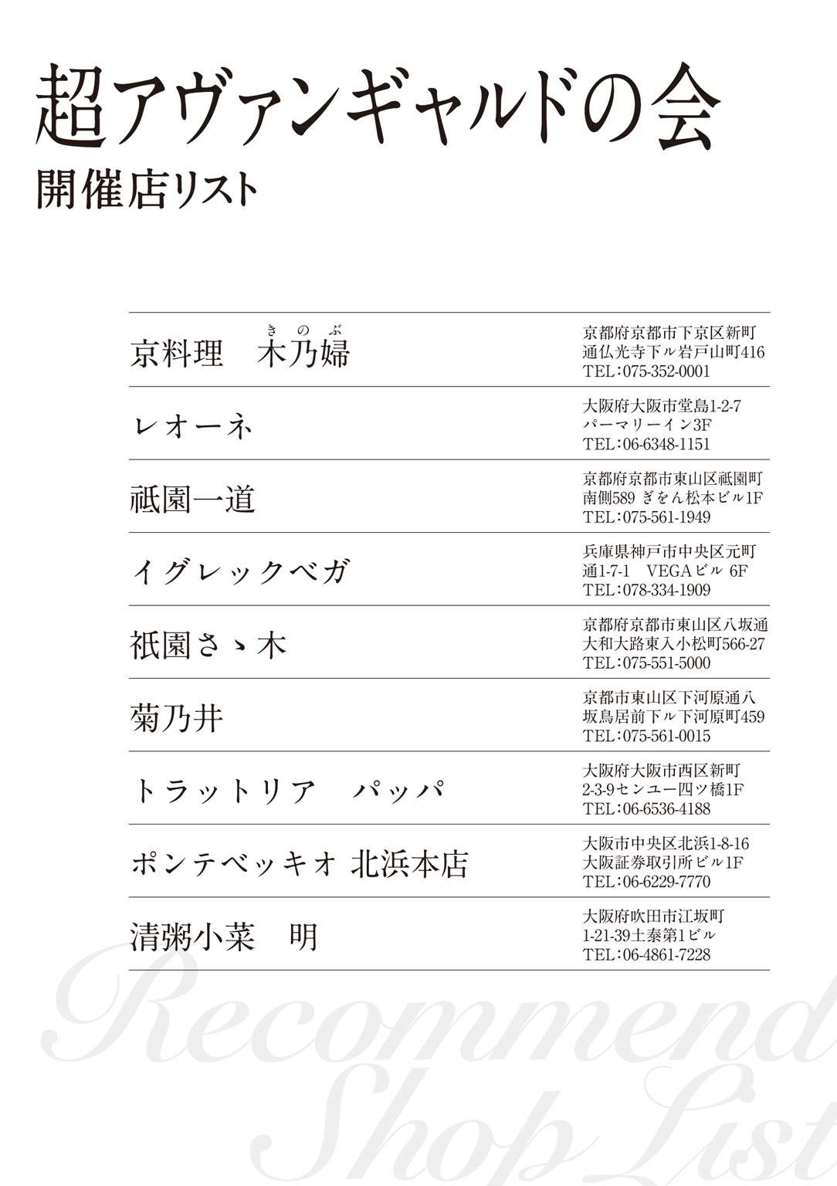 超アヴァンギャルドの会
開催店リスト
きのぶ
京料理　木乃婦
京都府京都市下京区新町
通仏光寺下ル岩戸山町416
TEL:075-352-0001
レオーネ
大阪府大阪市堂島1-2-7
パーマリーイン3F
TEL:06-6348-1151
祇園一道
京都府京都市東山区祇園町
南側589 ぎをん松本ビル1F
TEL:075-561-1949
イグレックベガ
兵庫県神戸市中央区元町
通1-7-1　VEGAビル 6F
TEL:078-334-1909
祇園さゝ木
京都府京都市東山区八坂通
大和大路東入小松町566-27
TEL:075-551-5000
菊乃井
京都市東山区下河原通八
坂鳥居前下ル下河原町459
TEL:075-561-0015
トラットリア　パッパ
大阪府大阪市西区新町
2-3-9センユー四ツ橋1F
TEL:06-6536-4188
ポンテベッキオ 北浜本店
大阪市中央区北浜1-8-16
大阪証券取引所ビル1F
TEL:06-6229-7770
清粥小菜　明
大阪府吹田市江坂町
1-21-39土泰第1ビル
TEL:06-4861-7228
Recommend
Shop List